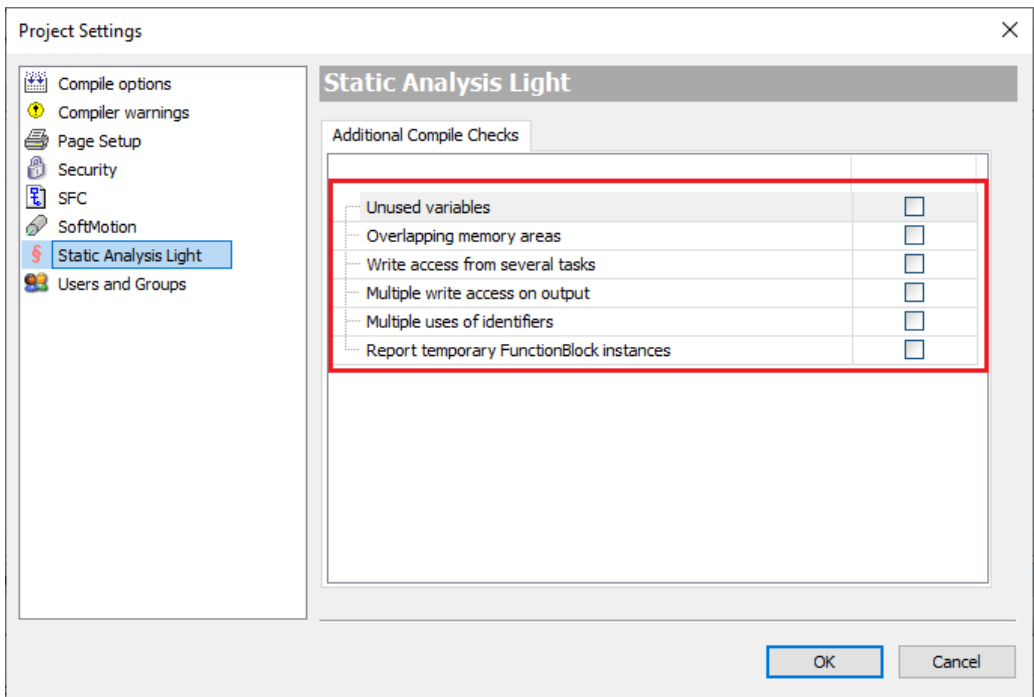 Project Settings
Compile options
Compiler warnings
Page Setup
Security
SFC
SoftMotion
Static Analysis Light
Users and Groups
Static Analysis Light
Additional Compile Checks
Unused variables
Overlapping memory areas
Write access from several tasks
Multiple write access on output
Multiple uses of identifiers
Report temporary FunctionBlock instances
OK
Cancel